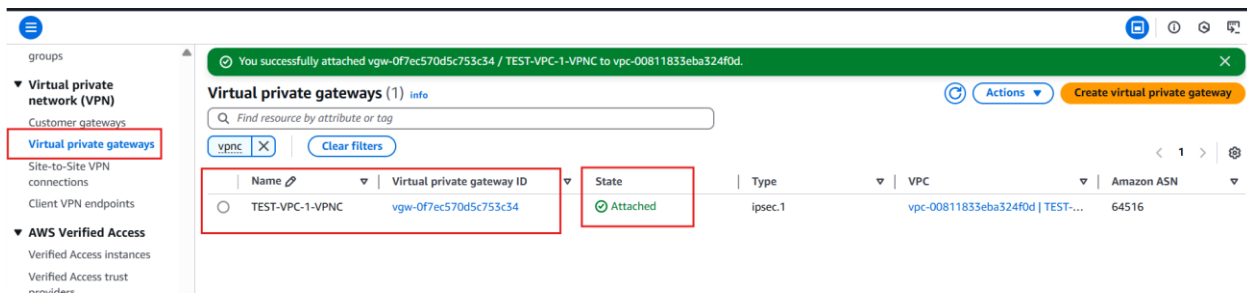 You successfully attached vgw-0f7ec570d5c753c34 / TEST-VPC-1-VPNC to vpc-00811833eba324f0d.
groups
Virtual private
network (VPN)
Customer gateways
Virtual private gateways
Site-to-Site VPN
connections
Client VPN endpoints
AWS Verified Access
Verified Access instances
Verified Access trust
providers
Virtual private gateways (1) info
Actions
Create virtual private gateway
Find resource by attribute or tag
vpnc
Clear filters
1
Name Virtual private gateway ID State Type VPC Amazon ASN
TEST-VPC-1-VPNC vgw-0f7ec570d5c753c34 Attached ipsec.1 vpc-00811833eba324f0d | TEST-... 64516